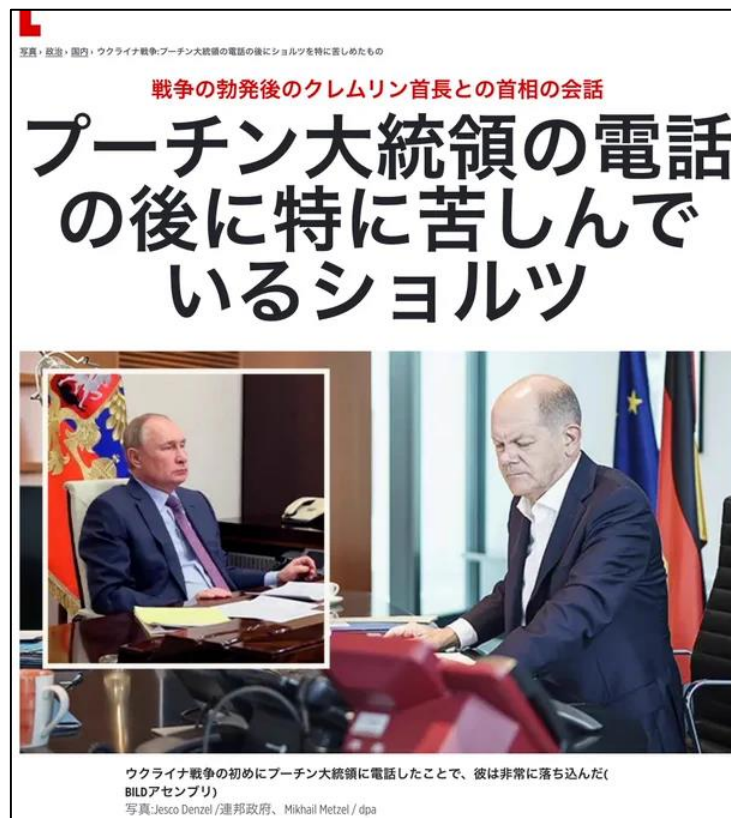 写真 › 政治 › 国内 › ウクライナ戦争:プーチン大統領の電話の後にショルツを特に苦しめたもの
戦争の勃発後のクレムリン首長との首相の会話
プーチン大統領の電話
の後に特に苦しんで
いるショルツ
ウクライナ戦争の初めにプーチン大統領に電話したことで、彼は非常に落ち込んだ(
BILDアセンブリ)
写真:Jesco Denzel /連邦政府、Mikhail Metzel / dpa